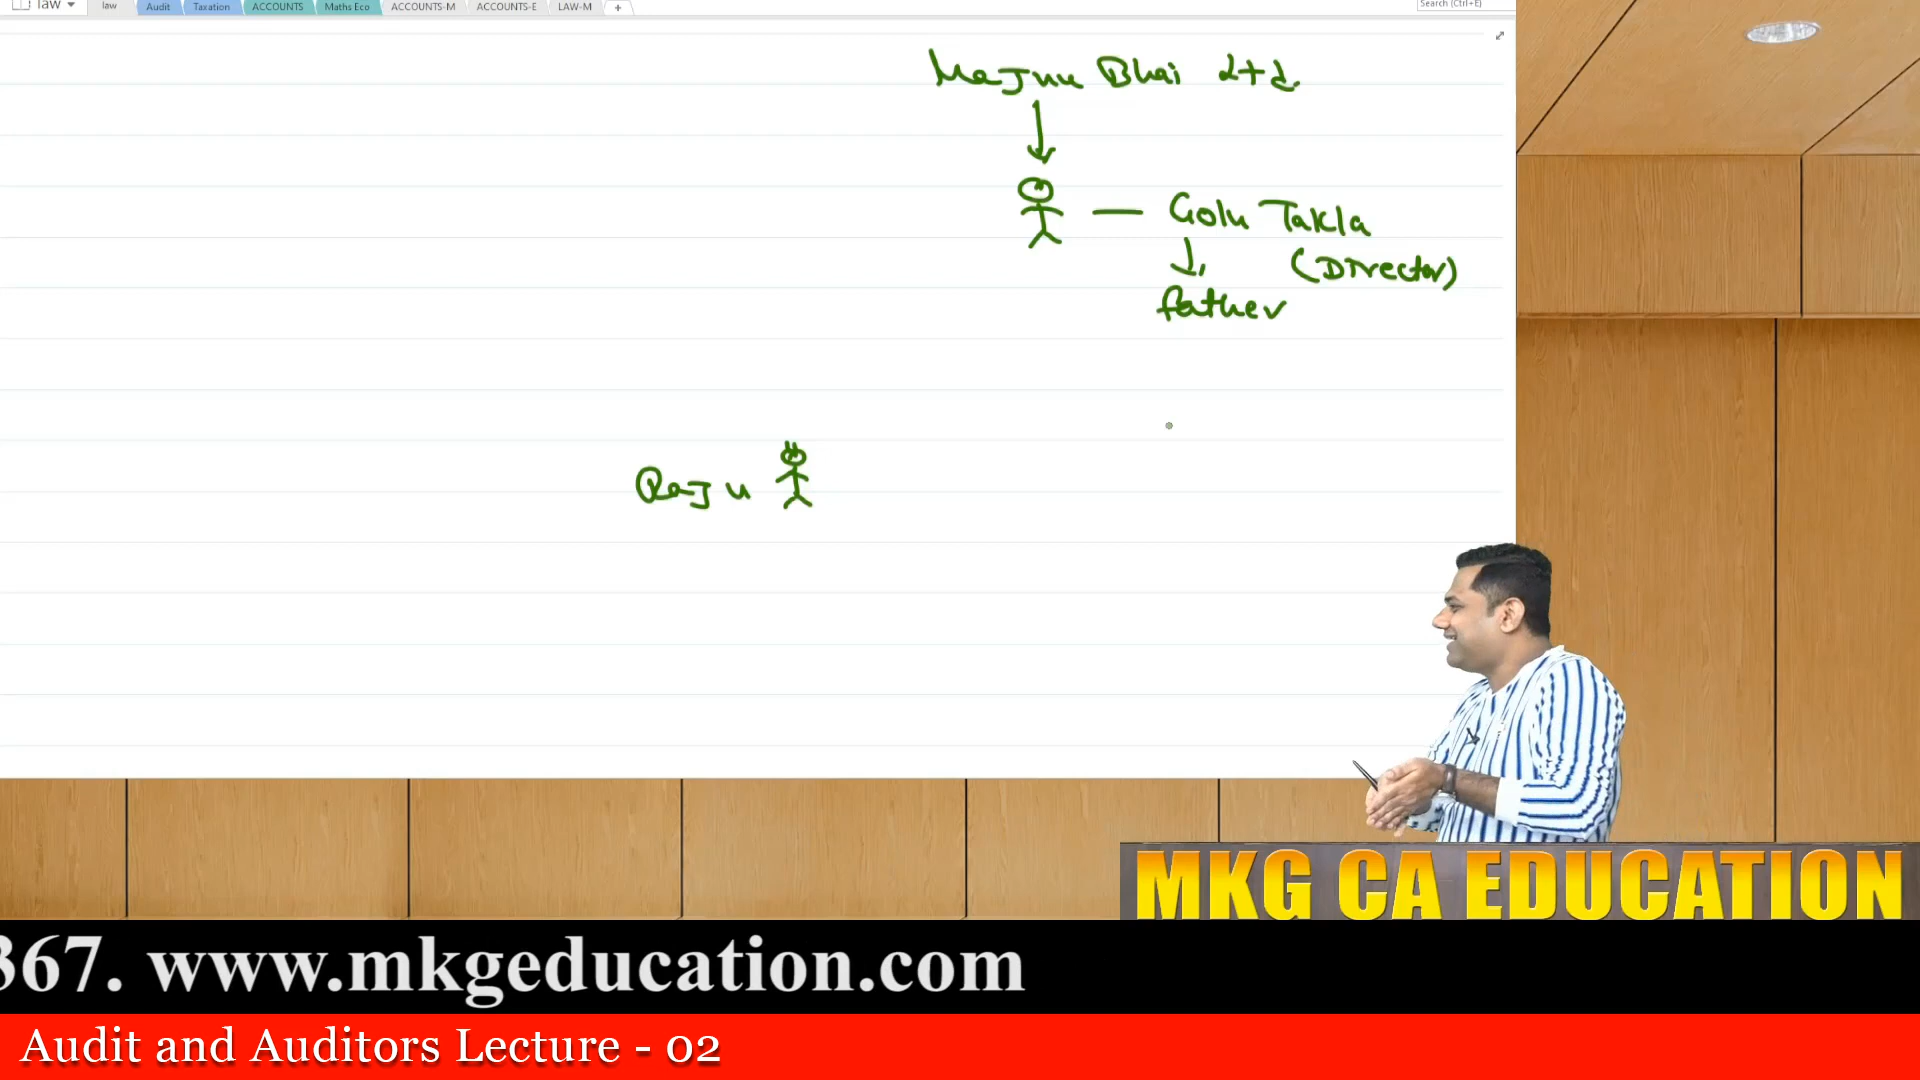 law
law Audit Taxation ACCOUNTS Maths Eco ACCOUNTS-M ACCOUNTS-E LAW-M +
Search (Ctrl+E)
Majnu Bhai Ltd.
Golu Takla
(Director)
father
Raju
MKG CA EDUCATION
367. www.mkgeducation.com
Audit and Auditors Lecture - 02